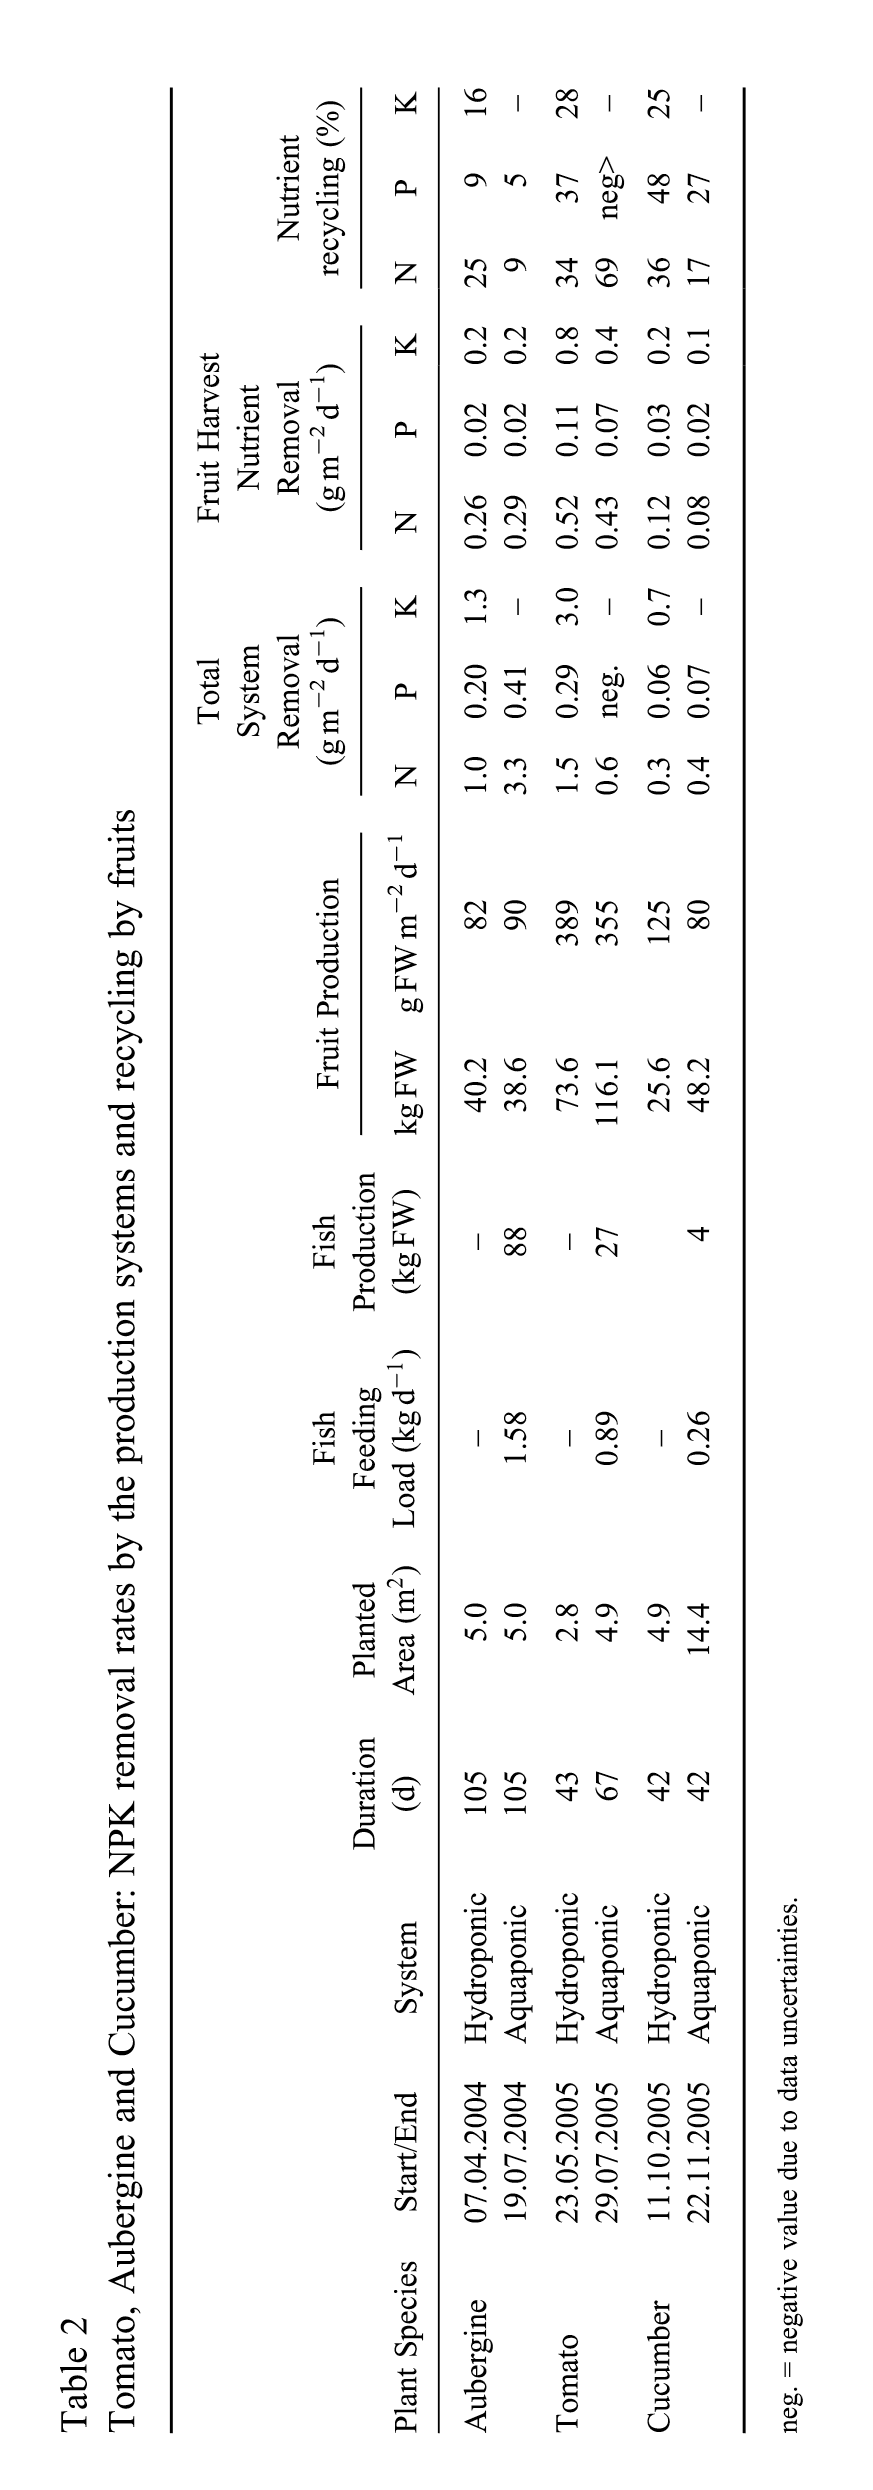 Table 2
Tomato, Aubergine and Cucumber: NPK removal rates by the production systems and recycling by fruits
Plant Species Start/End System Duration (d) Planted Area (m²) Fish Feeding Load (kg d⁻¹) Fish Production (kg FW) Fruit Production Total System Removal (g m⁻² d⁻¹) Fruit Harvest Nutrient Removal (g m⁻² d⁻¹) Nutrient recycling (%)
kg FW g FW m⁻² d⁻¹ N P K N P K N P K
Aubergine 07.04.2004 Hydroponic 105 5.0 – – 40.2 82 1.0 0.20 1.3 0.26 0.02 0.2 25 9 16
19.07.2004 Aquaponic 105 5.0 1.58 88 38.6 90 3.3 0.41 – 0.29 0.02 0.2 9 5 –
Tomato 23.05.2005 Hydroponic 43 2.8 – – 73.6 389 1.5 0.29 3.0 0.52 0.11 0.8 34 37 28
29.07.2005 Aquaponic 67 4.9 0.89 27 116.1 355 0.6 neg. – 0.43 0.07 0.4 69 neg> –
Cucumber 11.10.2005 Hydroponic 42 4.9 – 25.6 125 0.3 0.06 0.7 0.12 0.03 0.2 36 48 25
22.11.2005 Aquaponic 42 14.4 0.26 4 48.2 80 0.4 0.07 – 0.08 0.02 0.1 17 27 –
neg. = negative value due to data uncertainties.